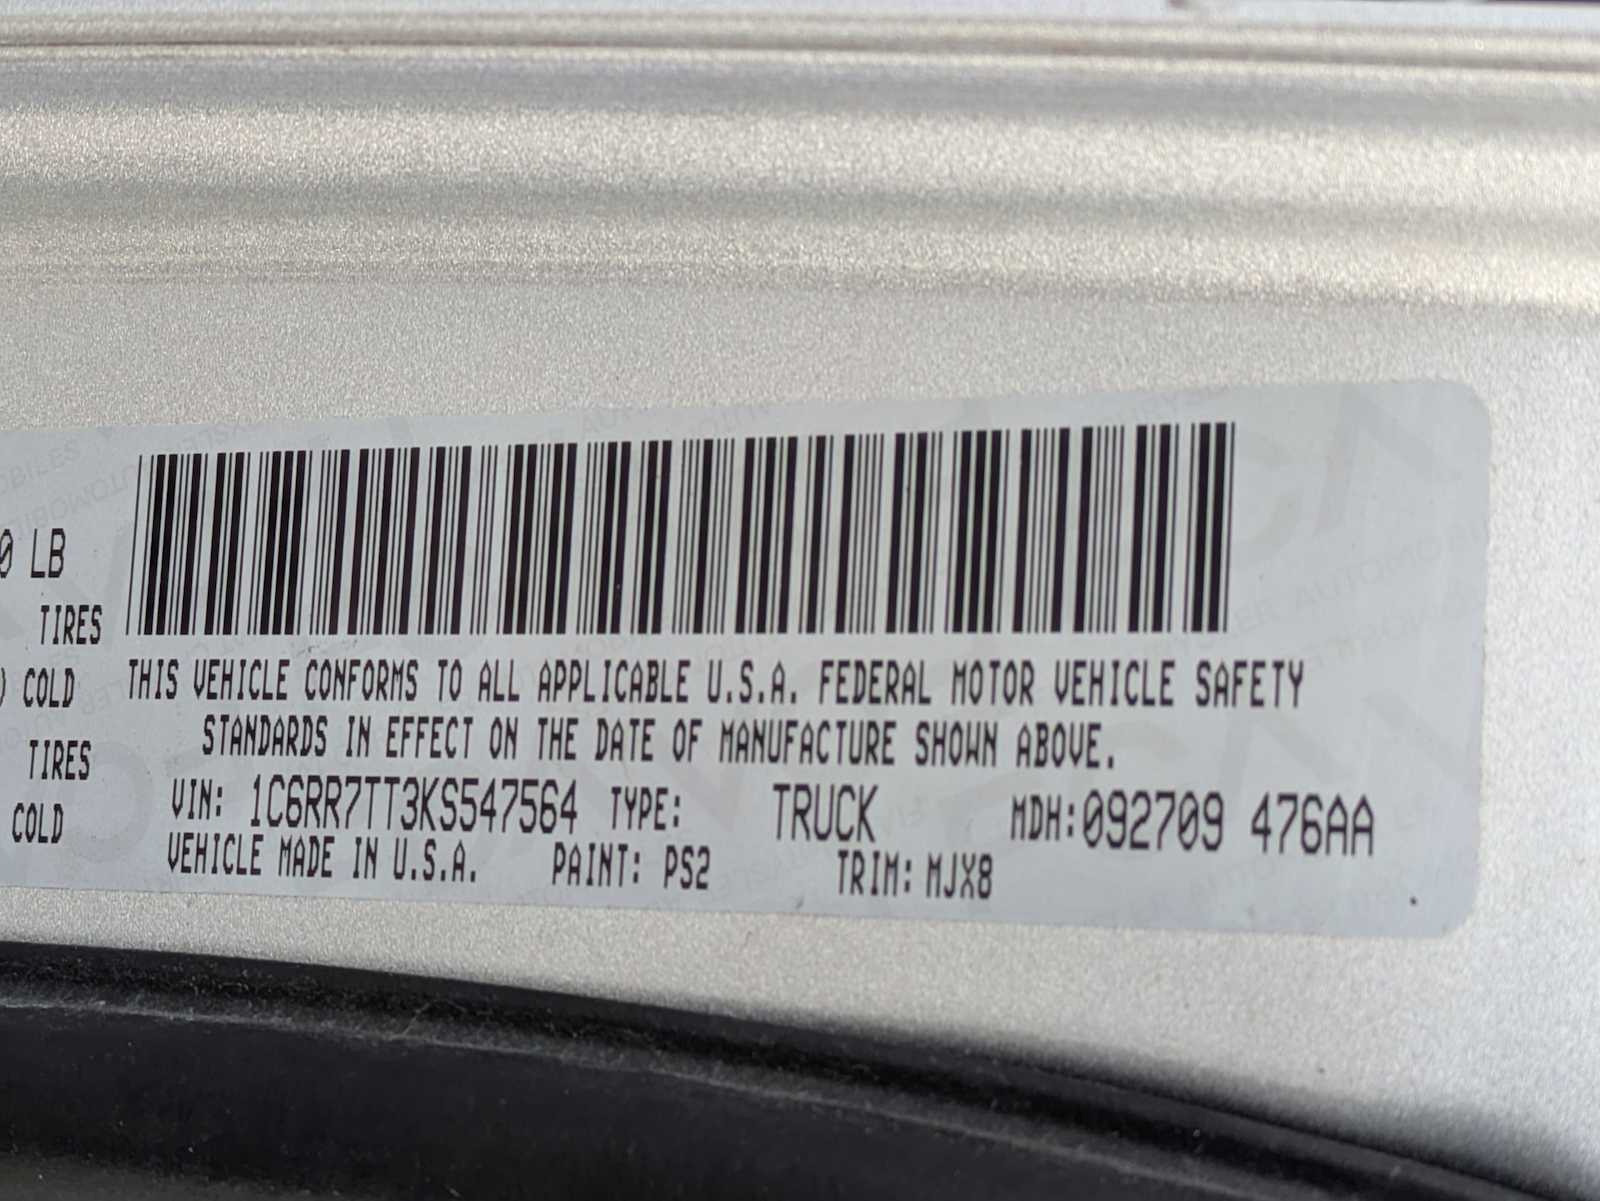 0 LB
TIRES
) COLD
TIRES
COLD
THIS VEHICLE CONFORMS TO ALL APPLICABLE U.S.A. FEDERAL MOTOR VEHICLE SAFETY
STANDARDS IN EFFECT ON THE DATE OF MANUFACTURE SHOWN ABOVE.
VIN: 1C6RR7TT3KS547564 TYPE: TRUCK MDH:092709 476AA
VEHICLE MADE IN U.S.A. PAINT: PS2 TRIM: MJX8